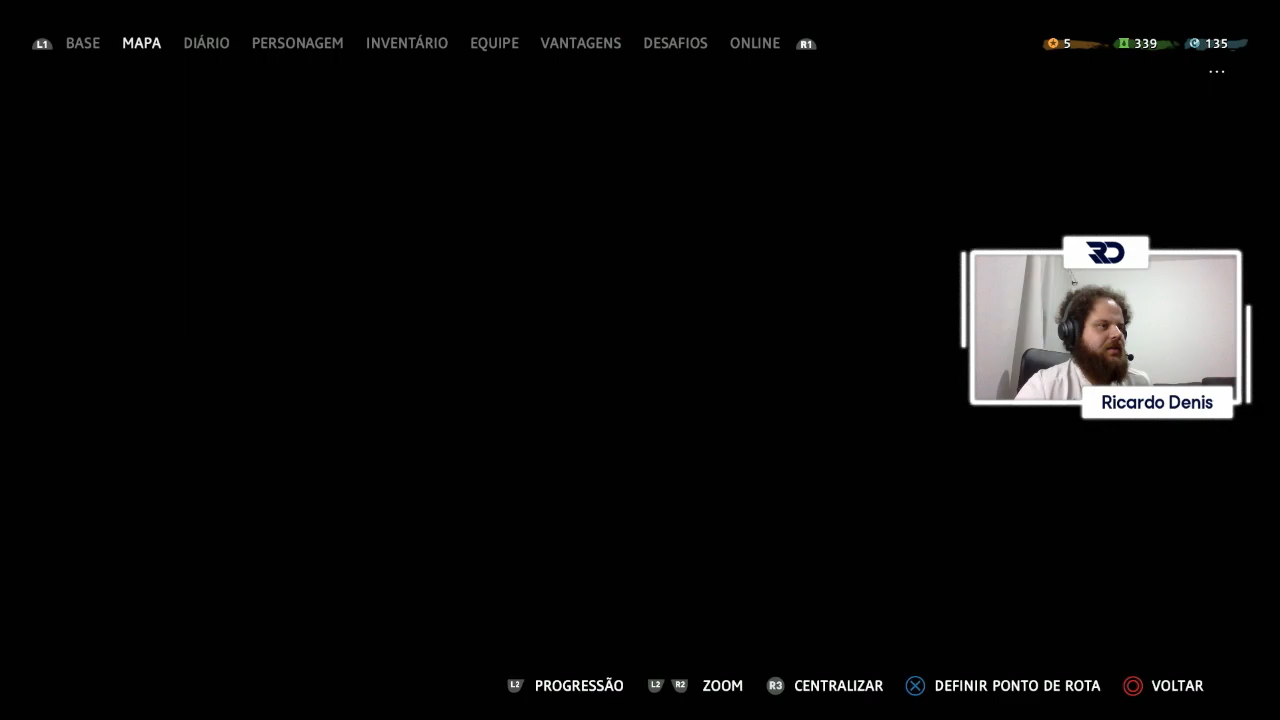 L1 BASE MAPA DIÁRIO PERSONAGEM INVENTÁRIO EQUIPE VANTAGENS DESAFIOS ONLINE R1 5 339 135
...
RD
Ricardo Denis
L2 PROGRESSÃO L2 R2 ZOOM R3 CENTRALIZAR DEFINIR PONTO DE ROTA VOLTAR